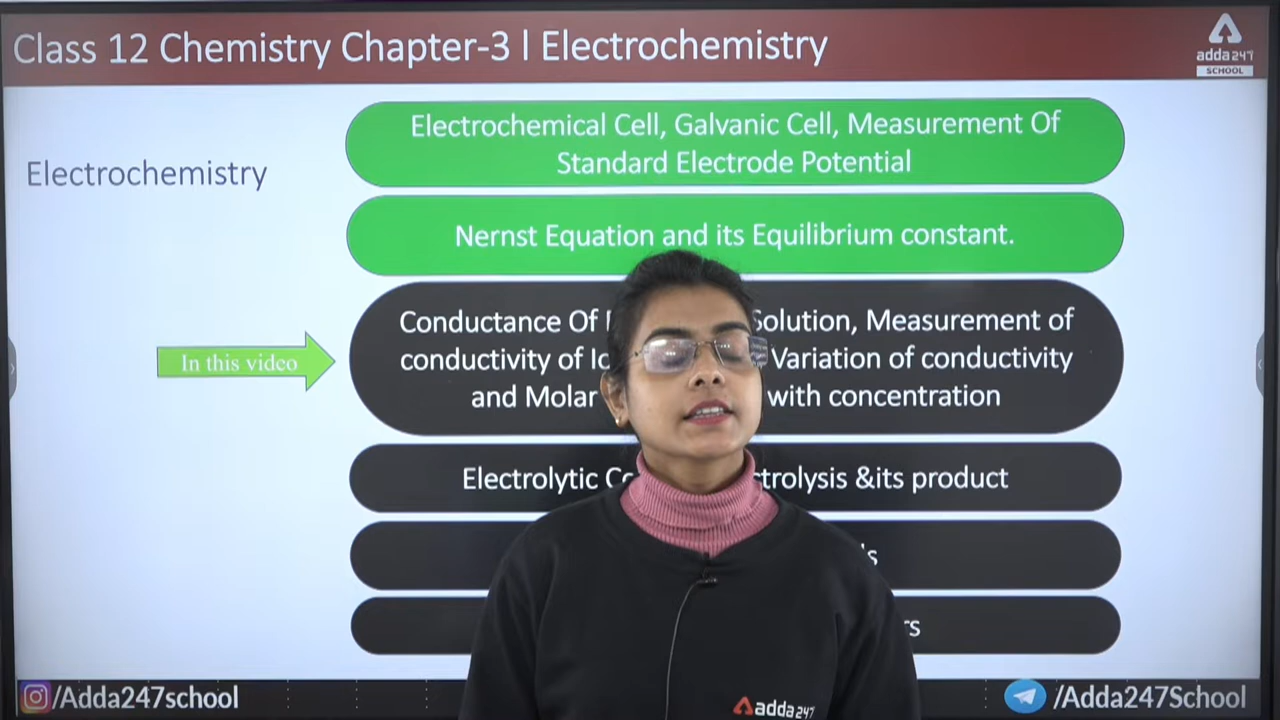 Class 12 Chemistry Chapter-3 l Electrochemistry
adda247
SCHOOL
Electrochemistry
Electrochemical Cell, Galvanic Cell, Measurement Of
Standard Electrode Potential
Nernst Equation and its Equilibrium constant.
In this video
Conductance Of Solution, Measurement of
conductivity of Variation of conductivity
and Molar with concentration
Electrolytic &its product
/Adda247school
adda247
/Adda247School